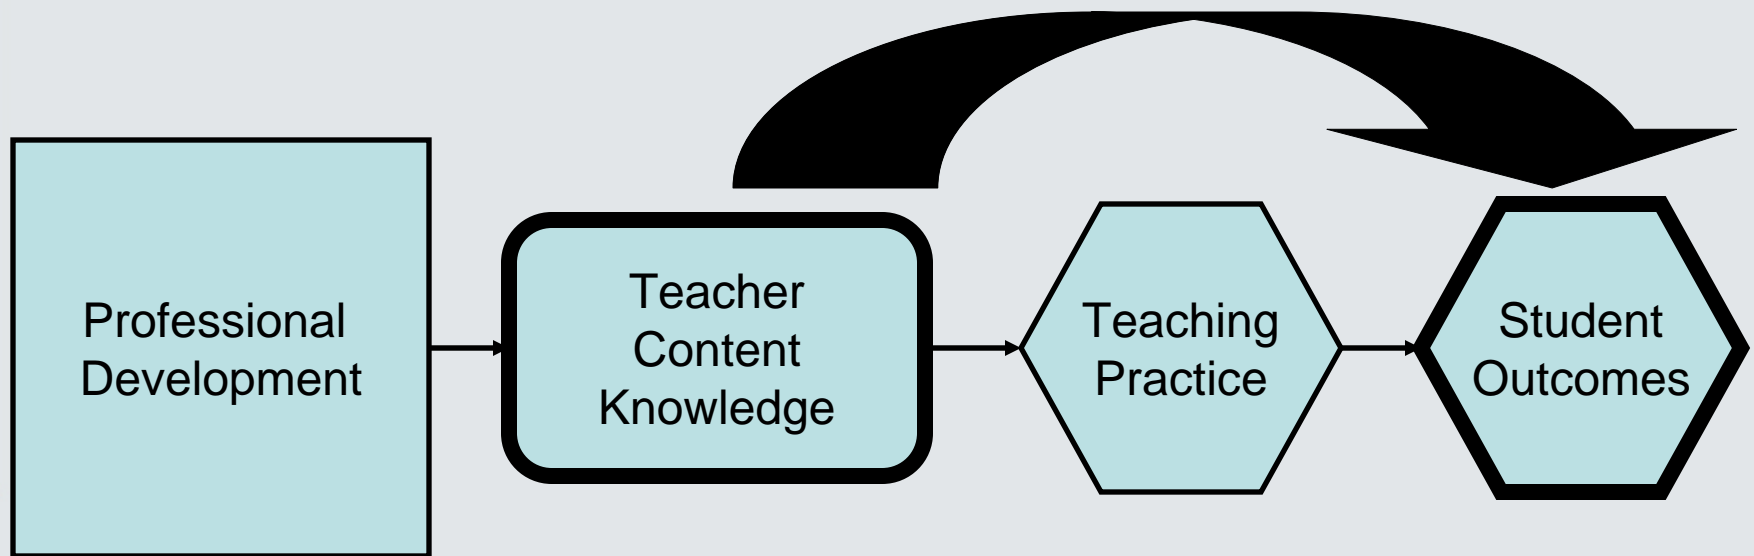 Professional
Development
Teacher
Content
Knowledge
Teaching
Practice
Student
Outcomes